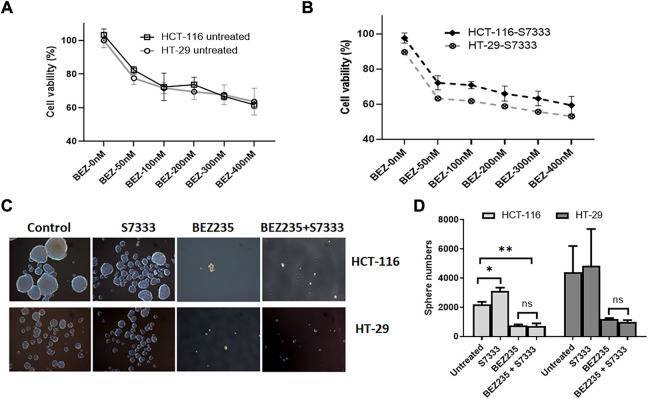 A
HCT-116 untreated
HT-29 untreated
Cell viability (%)
100
80
60
40
BEZ-0nM
BEZ-50nM
BEZ-100nM
BEZ-200nM
BEZ-300nM
BEZ-400nM
B
HCT-116-S7333
HT-29-S7333
Cell viability (%)
100
80
60
40
BEZ-0nM
BEZ-50nM
BEZ-100nM
BEZ-200nM
BEZ-300nM
BEZ-400nM
C
Control S7333 BEZ235 BEZ235+S7333
HCT-116
HT-29
D
HCT-116 HT-29
Sphere numbers
8000
6000
4000
2000
0
**
*
ns
ns
Untreated
S7333
BEZ235
BEZ235 + S7333
Untreated
S7333
BEZ235
BEZ235 + S7333